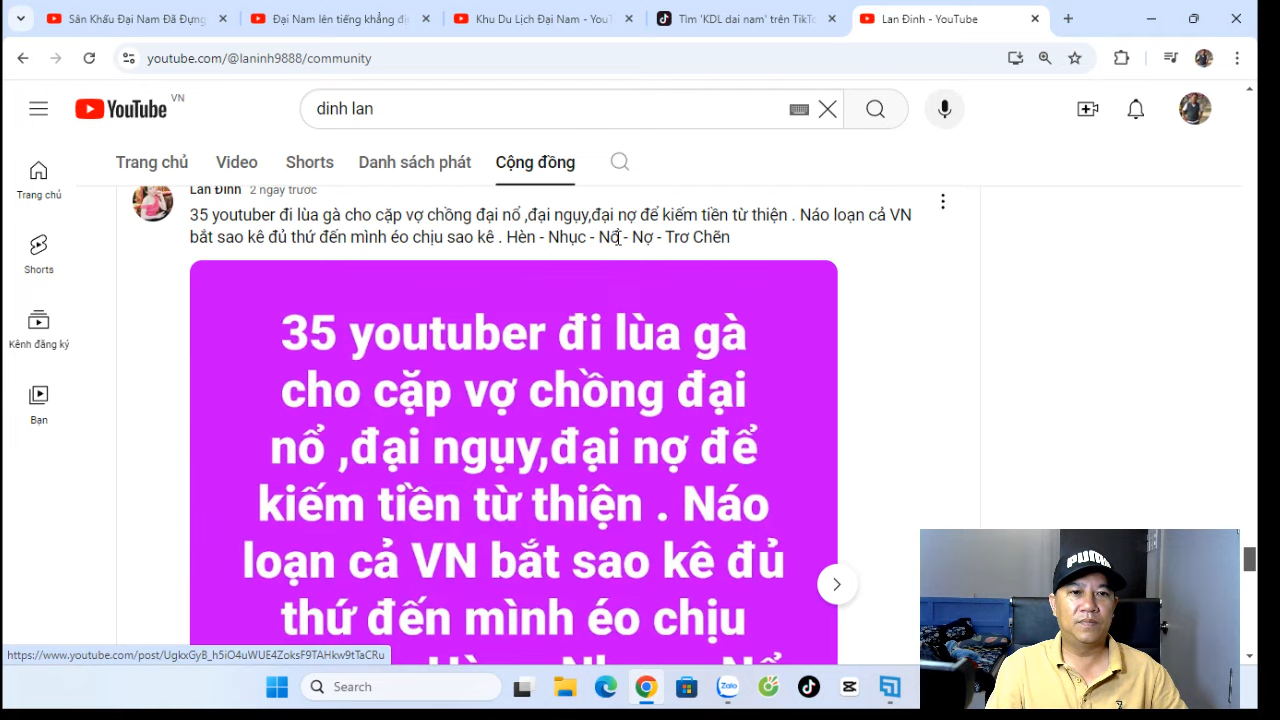 Sân Khấu Đại Nam Đã Đựng
Đại Nam lên tiếng khẳng đị
Khu Du Lịch Đại Nam - YouT
Tìm 'KDL dai nam' trên TikTo
Lan Đinh - YouTube
youtube.com/@laninh9888/community
YouTube VN
dinh lan
Trang chủ
Video
Shorts
Danh sách phát
Cộng đồng
Trang chủ
Shorts
Kênh đăng ký
Bạn
Lan Đinh 2 ngày trước
35 youtuber đi lùa gà cho cặp vợ chồng đại nổ ,đại ngụy,đại nợ để kiếm tiền từ thiện . Náo loạn cả VN
bắt sao kê đủ thứ đến mình éo chịu sao kê . Hèn - Nhục - Nổ - Nợ - Trơ Chẽn
35 youtuber đi lùa gà
cho cặp vợ chồng đại
nổ ,đại ngụy,đại nợ để
kiếm tiền từ thiện . Náo
loạn cả VN bắt sao kê đủ
thứ đến mình éo chịu
https://www.youtube.com/post/UgkxGyB_h5iO4uWUE4ZoksF9TAHkw9tTaCRu
Search
Zalo
PUMA